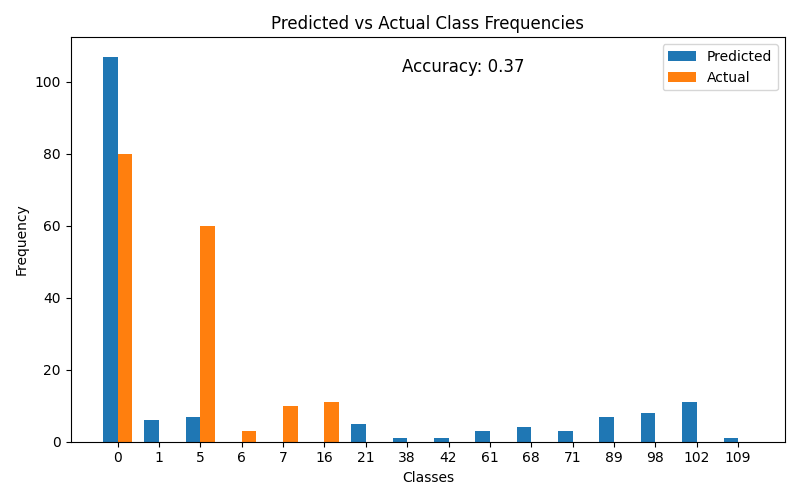 Predicted vs Actual Class Frequencies
Accuracy: 0.37
Predicted
Actual
Frequency
100
80
60
40
20
0
0 1 5 6 7 16 21 38 42 61 68 71 89 98 102 109
Classes